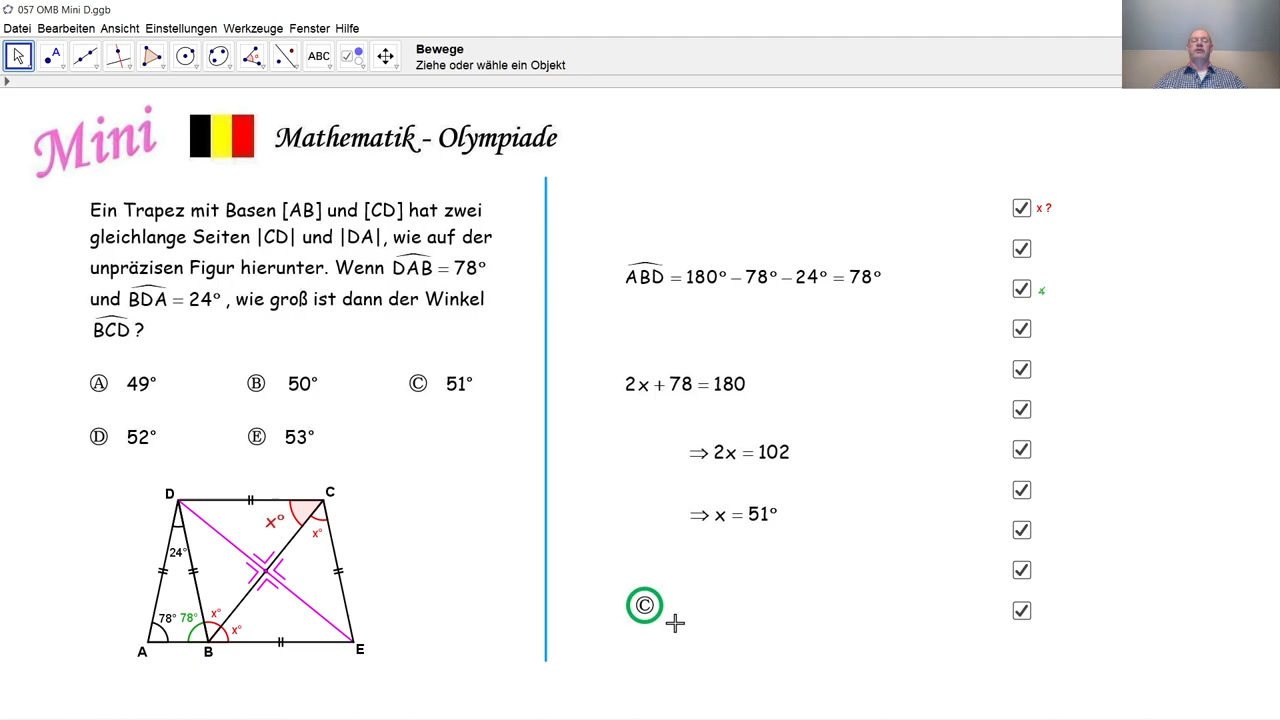 057 OMB Mini D.ggb
Datei Bearbeiten Ansicht Einstellungen Werkzeuge Fenster Hilfe
A
ABC
Bewege
Ziehe oder wähle ein Objekt
Mini
Mathematik - Olympiade
Ein Trapez mit Basen [AB] und [CD] hat zwei
gleichlange Seiten |CD| und |DA|, wie auf der
unpräzisen Figur hierunter. Wenn DAB = 78°
und BDA = 24° , wie groß ist dann der Winkel
BCD ?
Ⓐ 49° Ⓑ 50° Ⓒ 51°
Ⓓ 52° Ⓔ 53°
D C
x°
x°
24°
78° 78° x° x°
A B E
ABD = 180° – 78° – 24° = 78°
2x + 78 = 180
⇒ 2x = 102
⇒ x = 51°
Ⓒ
x ?
∡